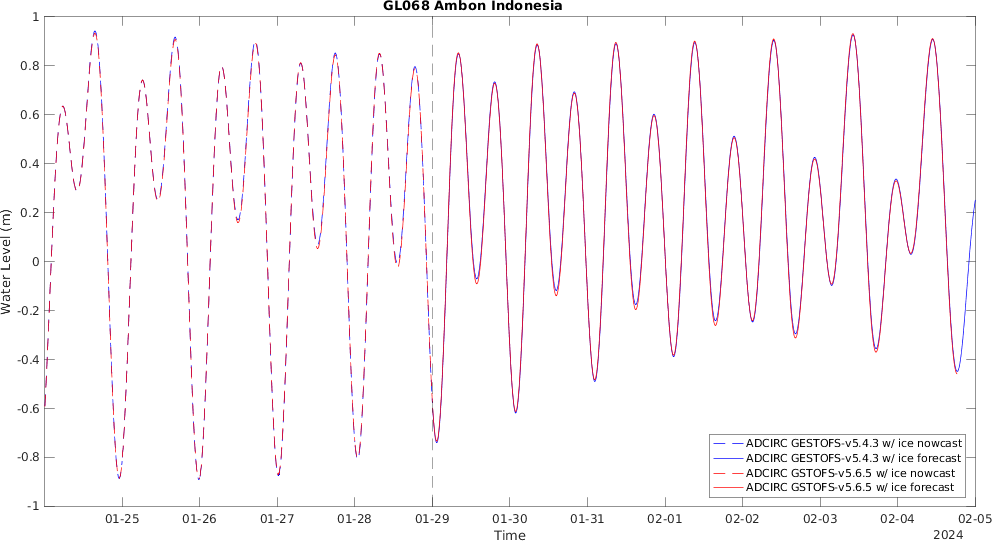 GL068 Ambon Indonesia
1
0.8
0.6
0.4
0.2
0
-0.2
-0.4
-0.6
-0.8
-1
Water Level (m)
ADCIRC GESTOFS-v5.4.3 w/ ice nowcast
ADCIRC GESTOFS-v5.4.3 w/ ice forecast
ADCIRC GSTOFS-v5.6.5 w/ ice nowcast
ADCIRC GSTOFS-v5.6.5 w/ ice forecast
01-25 01-26 01-27 01-28 01-29 01-30 01-31 02-01 02-02 02-03 02-04 02-05
Time
2024